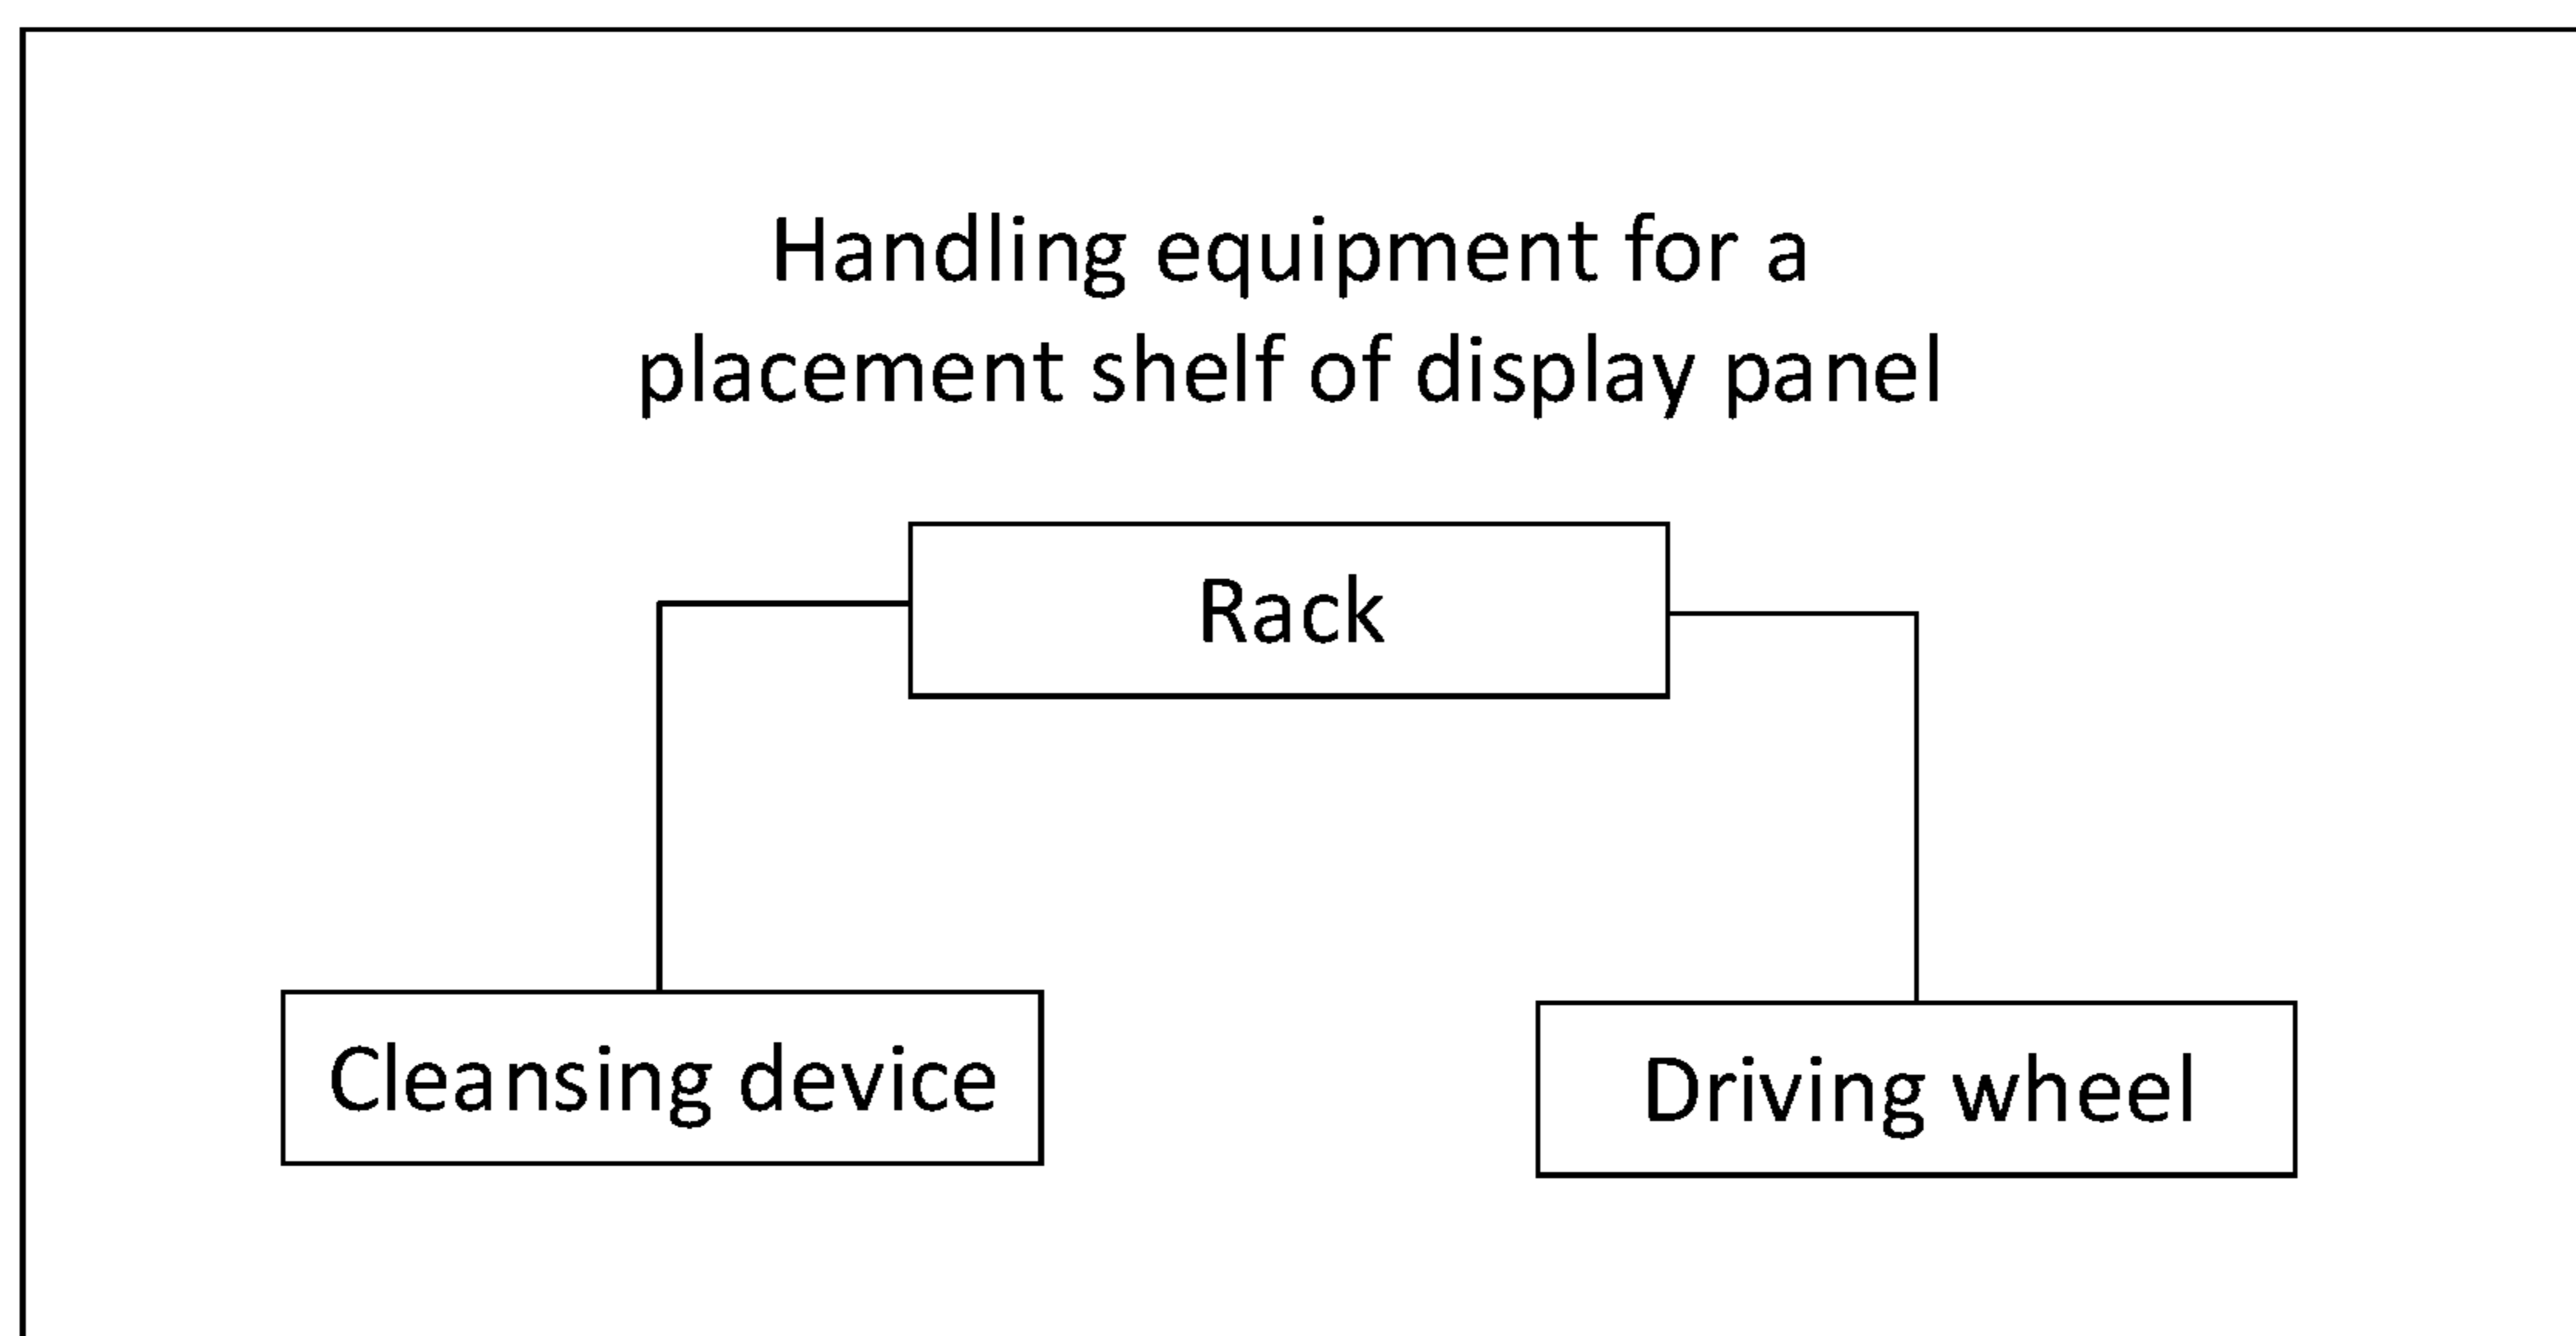 Handling equipment for a
placement shelf of display panel
Rack
Cleansing device
Driving wheel